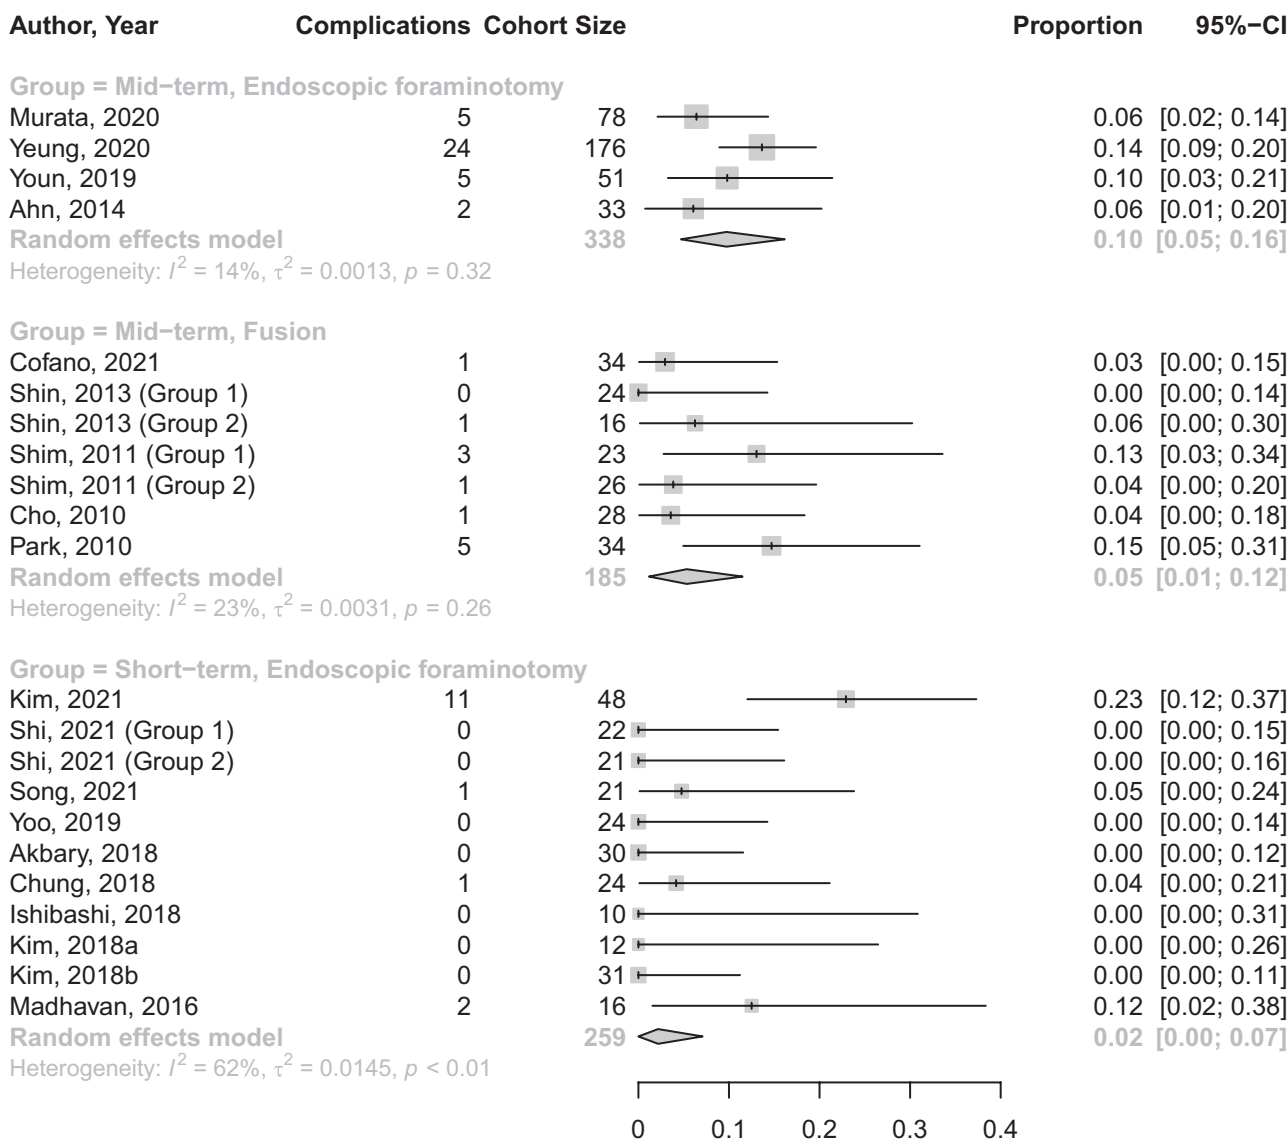 Author, Year Complications Cohort Size Proportion 95%−CI
Group = Mid−term, Endoscopic foraminotomy
Murata, 2020 5 78 0.06 [0.02; 0.14]
Yeung, 2020 24 176 0.14 [0.09; 0.20]
Youn, 2019 5 51 0.10 [0.03; 0.21]
Ahn, 2014 2 33 0.06 [0.01; 0.20]
Random effects model 338 0.10 [0.05; 0.16]
Heterogeneity: I² = 14%, τ² = 0.0013, p = 0.32
Group = Mid−term, Fusion
Cofano, 2021 1 34 0.03 [0.00; 0.15]
Shin, 2013 (Group 1) 0 24 0.00 [0.00; 0.14]
Shin, 2013 (Group 2) 1 16 0.06 [0.00; 0.30]
Shim, 2011 (Group 1) 3 23 0.13 [0.03; 0.34]
Shim, 2011 (Group 2) 1 26 0.04 [0.00; 0.20]
Cho, 2010 1 28 0.04 [0.00; 0.18]
Park, 2010 5 34 0.15 [0.05; 0.31]
Random effects model 185 0.05 [0.01; 0.12]
Heterogeneity: I² = 23%, τ² = 0.0031, p = 0.26
Group = Short−term, Endoscopic foraminotomy
Kim, 2021 11 48 0.23 [0.12; 0.37]
Shi, 2021 (Group 1) 0 22 0.00 [0.00; 0.15]
Shi, 2021 (Group 2) 0 21 0.00 [0.00; 0.16]
Song, 2021 1 21 0.05 [0.00; 0.24]
Yoo, 2019 0 24 0.00 [0.00; 0.14]
Akbary, 2018 0 30 0.00 [0.00; 0.12]
Chung, 2018 1 24 0.04 [0.00; 0.21]
Ishibashi, 2018 0 10 0.00 [0.00; 0.31]
Kim, 2018a 0 12 0.00 [0.00; 0.26]
Kim, 2018b 0 31 0.00 [0.00; 0.11]
Madhavan, 2016 2 16 0.12 [0.02; 0.38]
Random effects model 259 0.02 [0.00; 0.07]
Heterogeneity: I² = 62%, τ² = 0.0145, p < 0.01
0 0.1 0.2 0.3 0.4